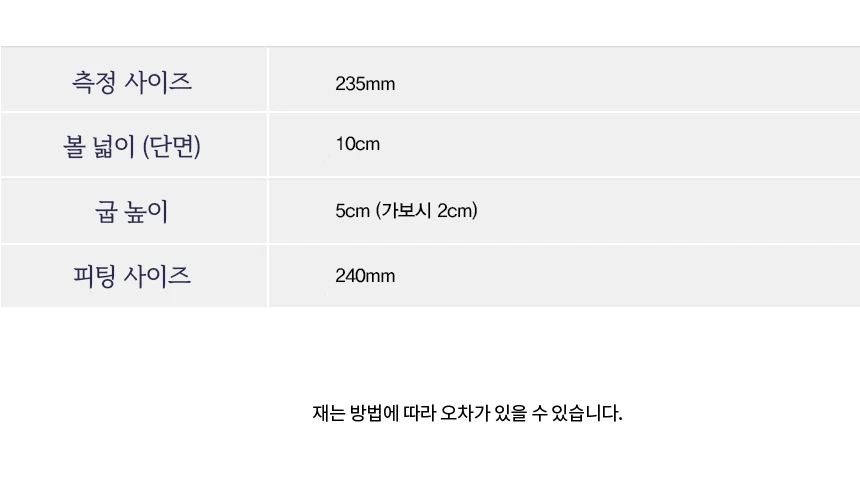 측정 사이즈 235mm
볼 넓이 (단면) 10cm
굽 높이 5cm (가보시 2cm)
피팅 사이즈 240mm
재는 방법에 따라 오차가 있을 수 있습니다.